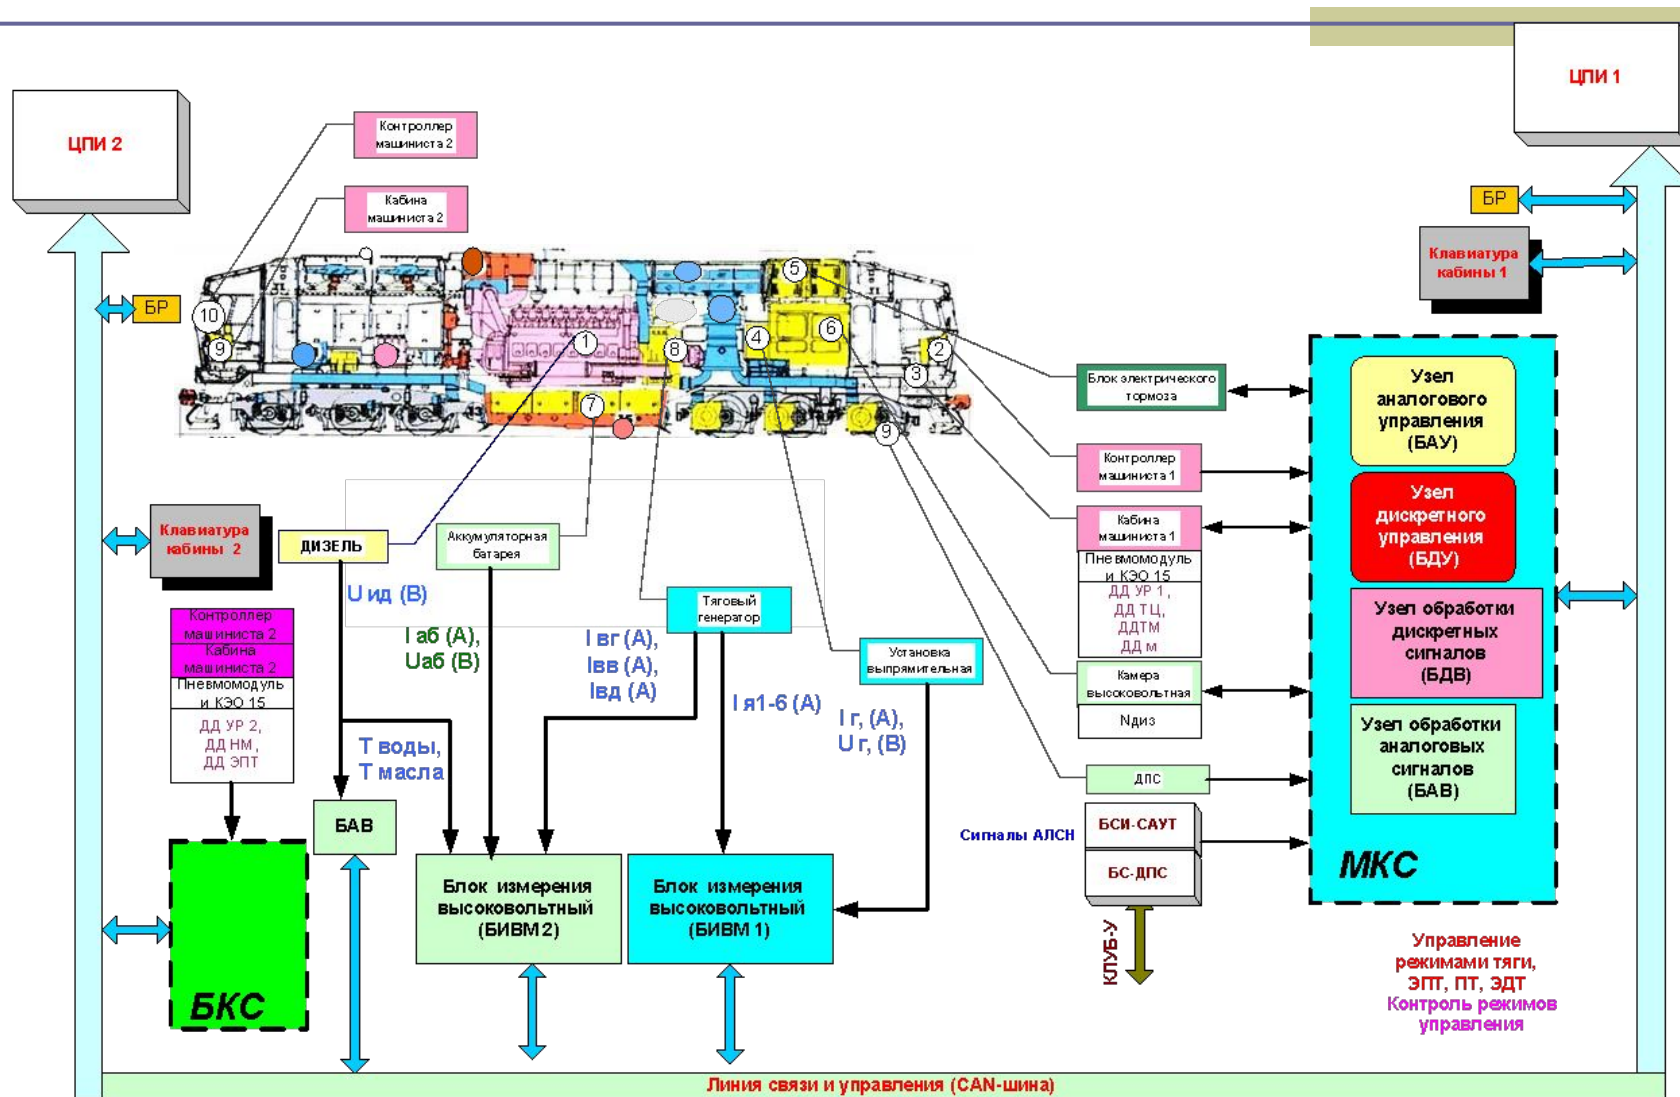 ЦПИ 1
ЦПИ 2
Контроллер
машиниста 2
Кабина
машиниста 2
БР
Клавиатура
кабины 1
БР
10
9
1
8
4
5
6
2
3
7
9
Блок электрического
тормоза
Контроллер
машиниста 1
Кабина
машиниста 1
Пневмомодуль
и КЭО 15
ДД УР 1,
ДД ТЦ,
ДДТМ
ДД м
Камера
высоковольтная
Nдиз
ДПС
Сигналы АЛСН
БСИ-САУТ
БС-ДПС
КЛУБ-У
Узел
аналогового
управления
(БАУ)
Узел
дискретного
управления
(БДУ)
Узел обработки
дискретных
сигналов
(БДВ)
Узел обработки
аналоговых
сигналов
(БАВ)
МКС
Управление
режимами тяги,
ЭПТ, ПТ, ЭДТ
Контроль режимов
управления
Клавиатура
кабины 2
ДИЗЕЛЬ
Аккумуляторная
батарея
U ид (В)
Тяговый
генератор
I аб (А),
Uаб (В)
I вг (А),
Iвв (А),
Iвд (А)
Установка
выпрямительная
I я1-6 (А)
I г, (А),
U г, (В)
Контроллер
машиниста 2
Кабина
машиниста 2
Пневмомодуль
и КЭО 15
ДД УР 2,
ДД НМ,
ДД ЭПТ
Т воды,
Т масла
БАВ
Блок измерения
высоковольтный
(БИВМ 2)
Блок измерения
высоковольтный
(БИВМ 1)
БКС
Линия связи и управления (CAN-шина)